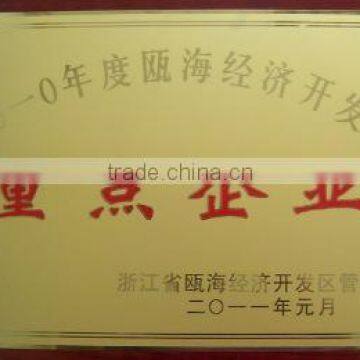 一0年度瓯海经济开发
重点企业
trade.china.cn
浙江省瓯海经济开发区管
二〇一一年元月